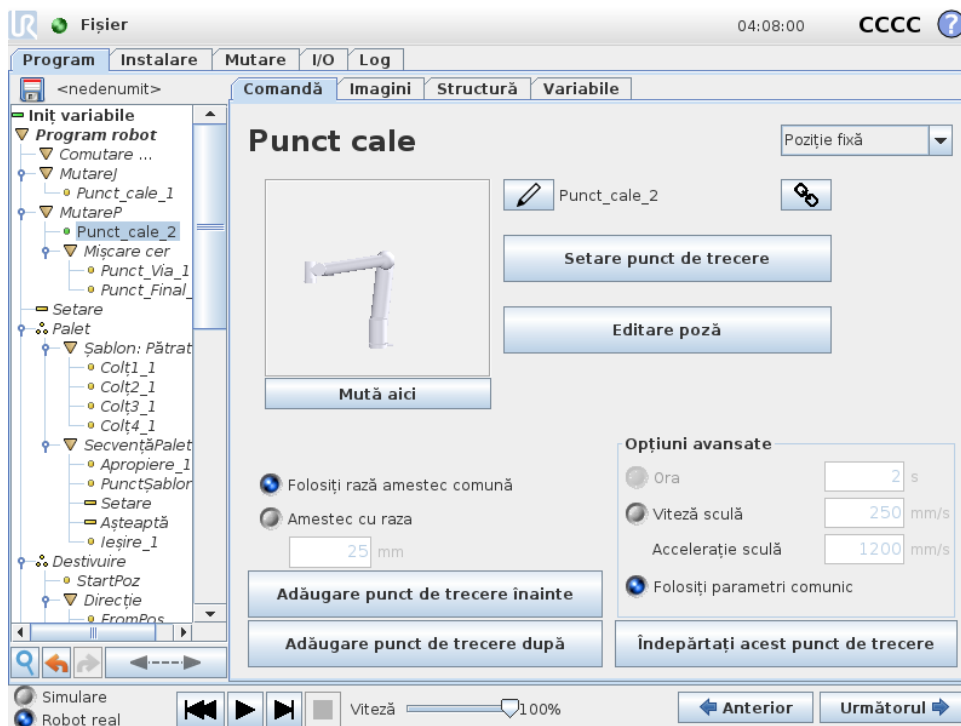 UR Fișier 04:08:00 CCCC ?
Program Instalare Mutare I/O Log
<nedenumit>
Comandă Imagini Structură Variabile
Iniț variabile
Program robot
Comutare ...
MutareJ
Punct_cale_1
MutareP
Punct_cale_2
Mișcare cer
Punct_Via_1
Punct_Final_
Setare
Palet
Șablon: Pătrat
Colț1_1
Colț2_1
Colț3_1
Colț4_1
SecvențăPalet
Apropiere_1
PunctȘablor
Setare
Așteaptă
Ieșire_1
Destivuire
StartPoz
Direcție
FromPos
Punct cale
Poziție fixă
Punct_cale_2
Setare punct de trecere
Editare poză
Mută aici
Folosiți rază amestec comună
Amestec cu raza
25 mm
Opțiuni avansate
Ora 2 s
Viteză sculă 250 mm/s
Accelerație sculă 1200 mm/s
Folosiți parametri comunic
Adăugare punct de trecere înainte
Adăugare punct de trecere după
Îndepărtați acest punct de trecere
Simulare
Robot real
Viteză 100%
Anterior Următorul